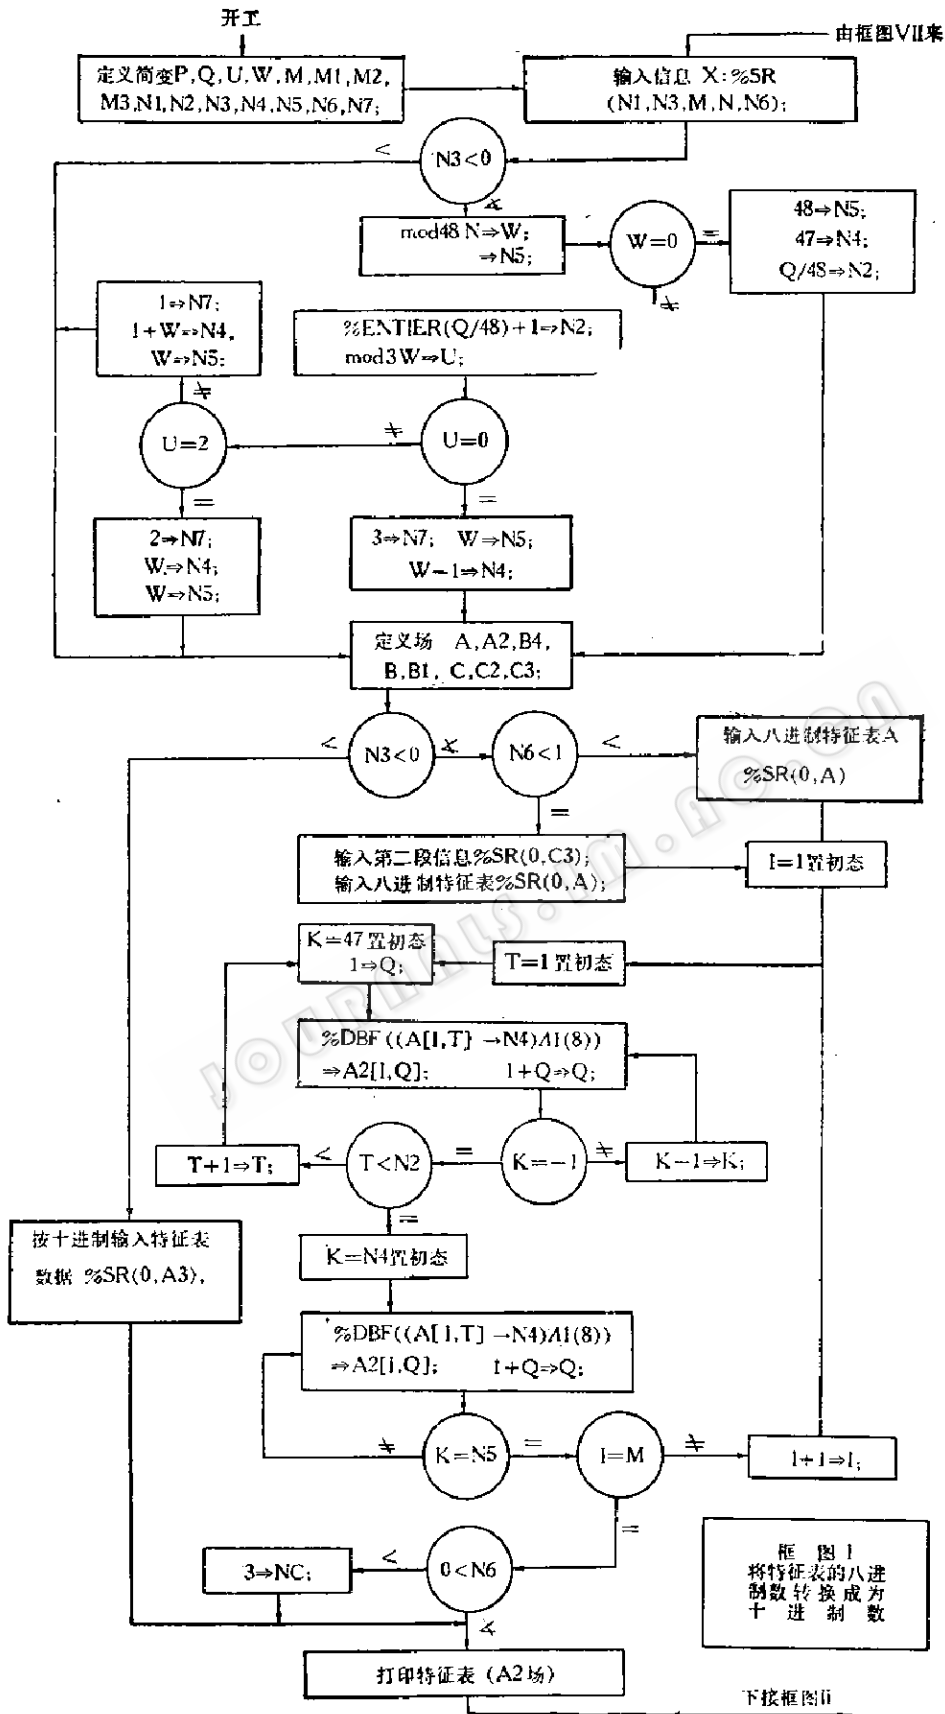 开工
由框图VII来
定义简变P,Q,U,W,M,M1,M2,
M3,N1,N2,N3,N4,N5,N6,N7;
输入信息 X:%SR
(N1,N3,M,N,N6);
<
N3<0
≮
mod48 N⇒W;
⇒N5;
W=0
=
≠
48⇒N5;
47⇒N4;
Q/48⇒N2;
1⇒N7;
1+W⇒N4,
W⇒N5;
%ENTIER(Q/48)+1⇒N2;
mod3W⇒U;
≠
U=2
≠
U=0
=
=
2⇒N7;
W⇒N4;
W⇒N5;
3⇒N7; W⇒N5;
W-1⇒N4;
定义场 A,A2,B4,
B,B1, C,C2,C3;
<
N3<0
≮
N6<1
<
=
输入八进制特征表A
%SR(0,A)
输入第二段信息%SR(0,C3);
输入八进制特征表%SR(0,A);
I=1置初态
K=47置初态
1⇒Q;
T=1置初态
%DBF((A[I,T] →N4)∧1(8))
⇒A2[I,Q]; 1+Q⇒Q;
T+1⇒T;
<
T<N2
=
K=-1
≠
K-1⇒K;
=
按十进制输入特征表
数据 %SR(0,A3),
K=N4置初态
%DBF((A[I,T] →N4)∧1(8))
⇒A2[I,Q]; 1+Q⇒Q;
≠
K=N5
=
I=M
≠
I+1⇒I;
=
3⇒NC;
<
0<N6
≮
框图I
将特征表的八进
制数转换成为
十进制数
打印特征表 (A2场)
下接框图ii
JOURNALS.IM.AC.CN